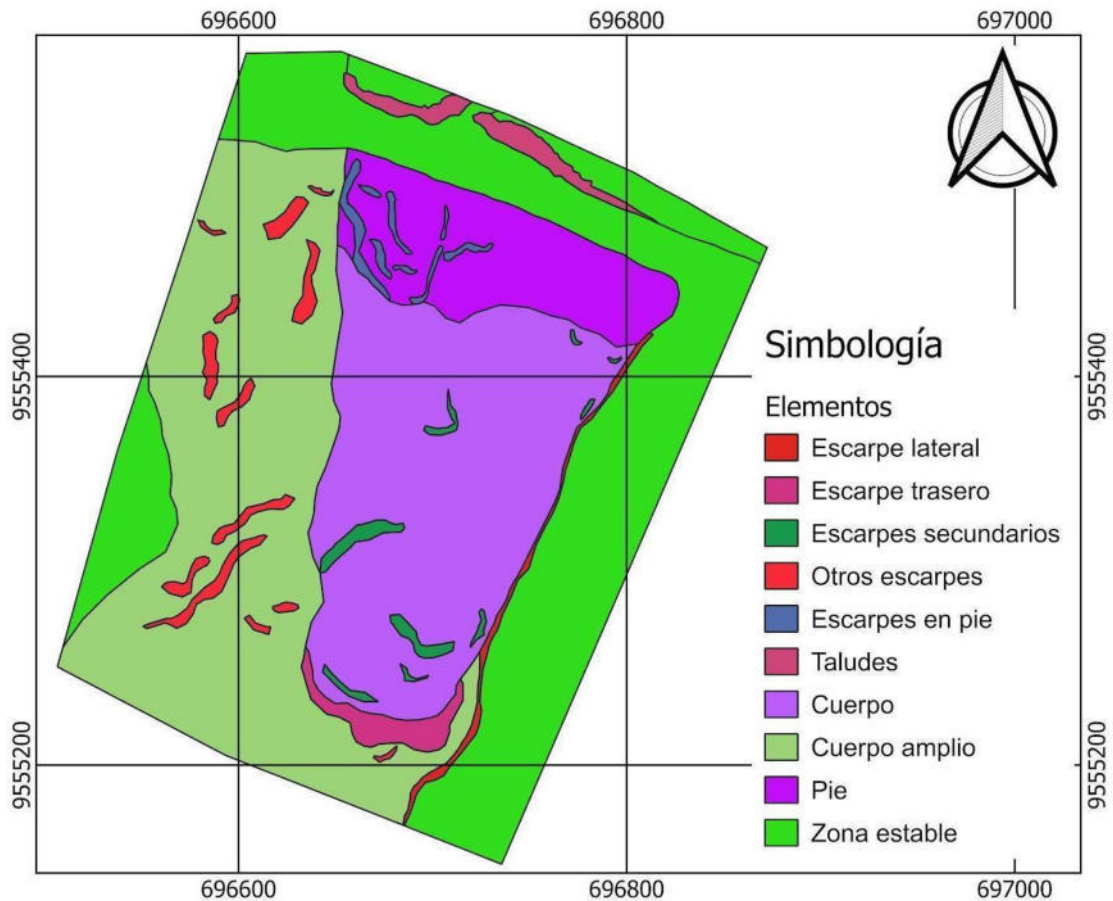 696600
696800
697000
9555400
9555400
Simbología
Elementos
Escarpe lateral
Escarpe trasero
Escarpes secundarios
Otros escarpes
Escarpes en pie
Taludes
Cuerpo
Cuerpo amplio
Pie
Zona estable
9555200
9555200
696600
696800
697000